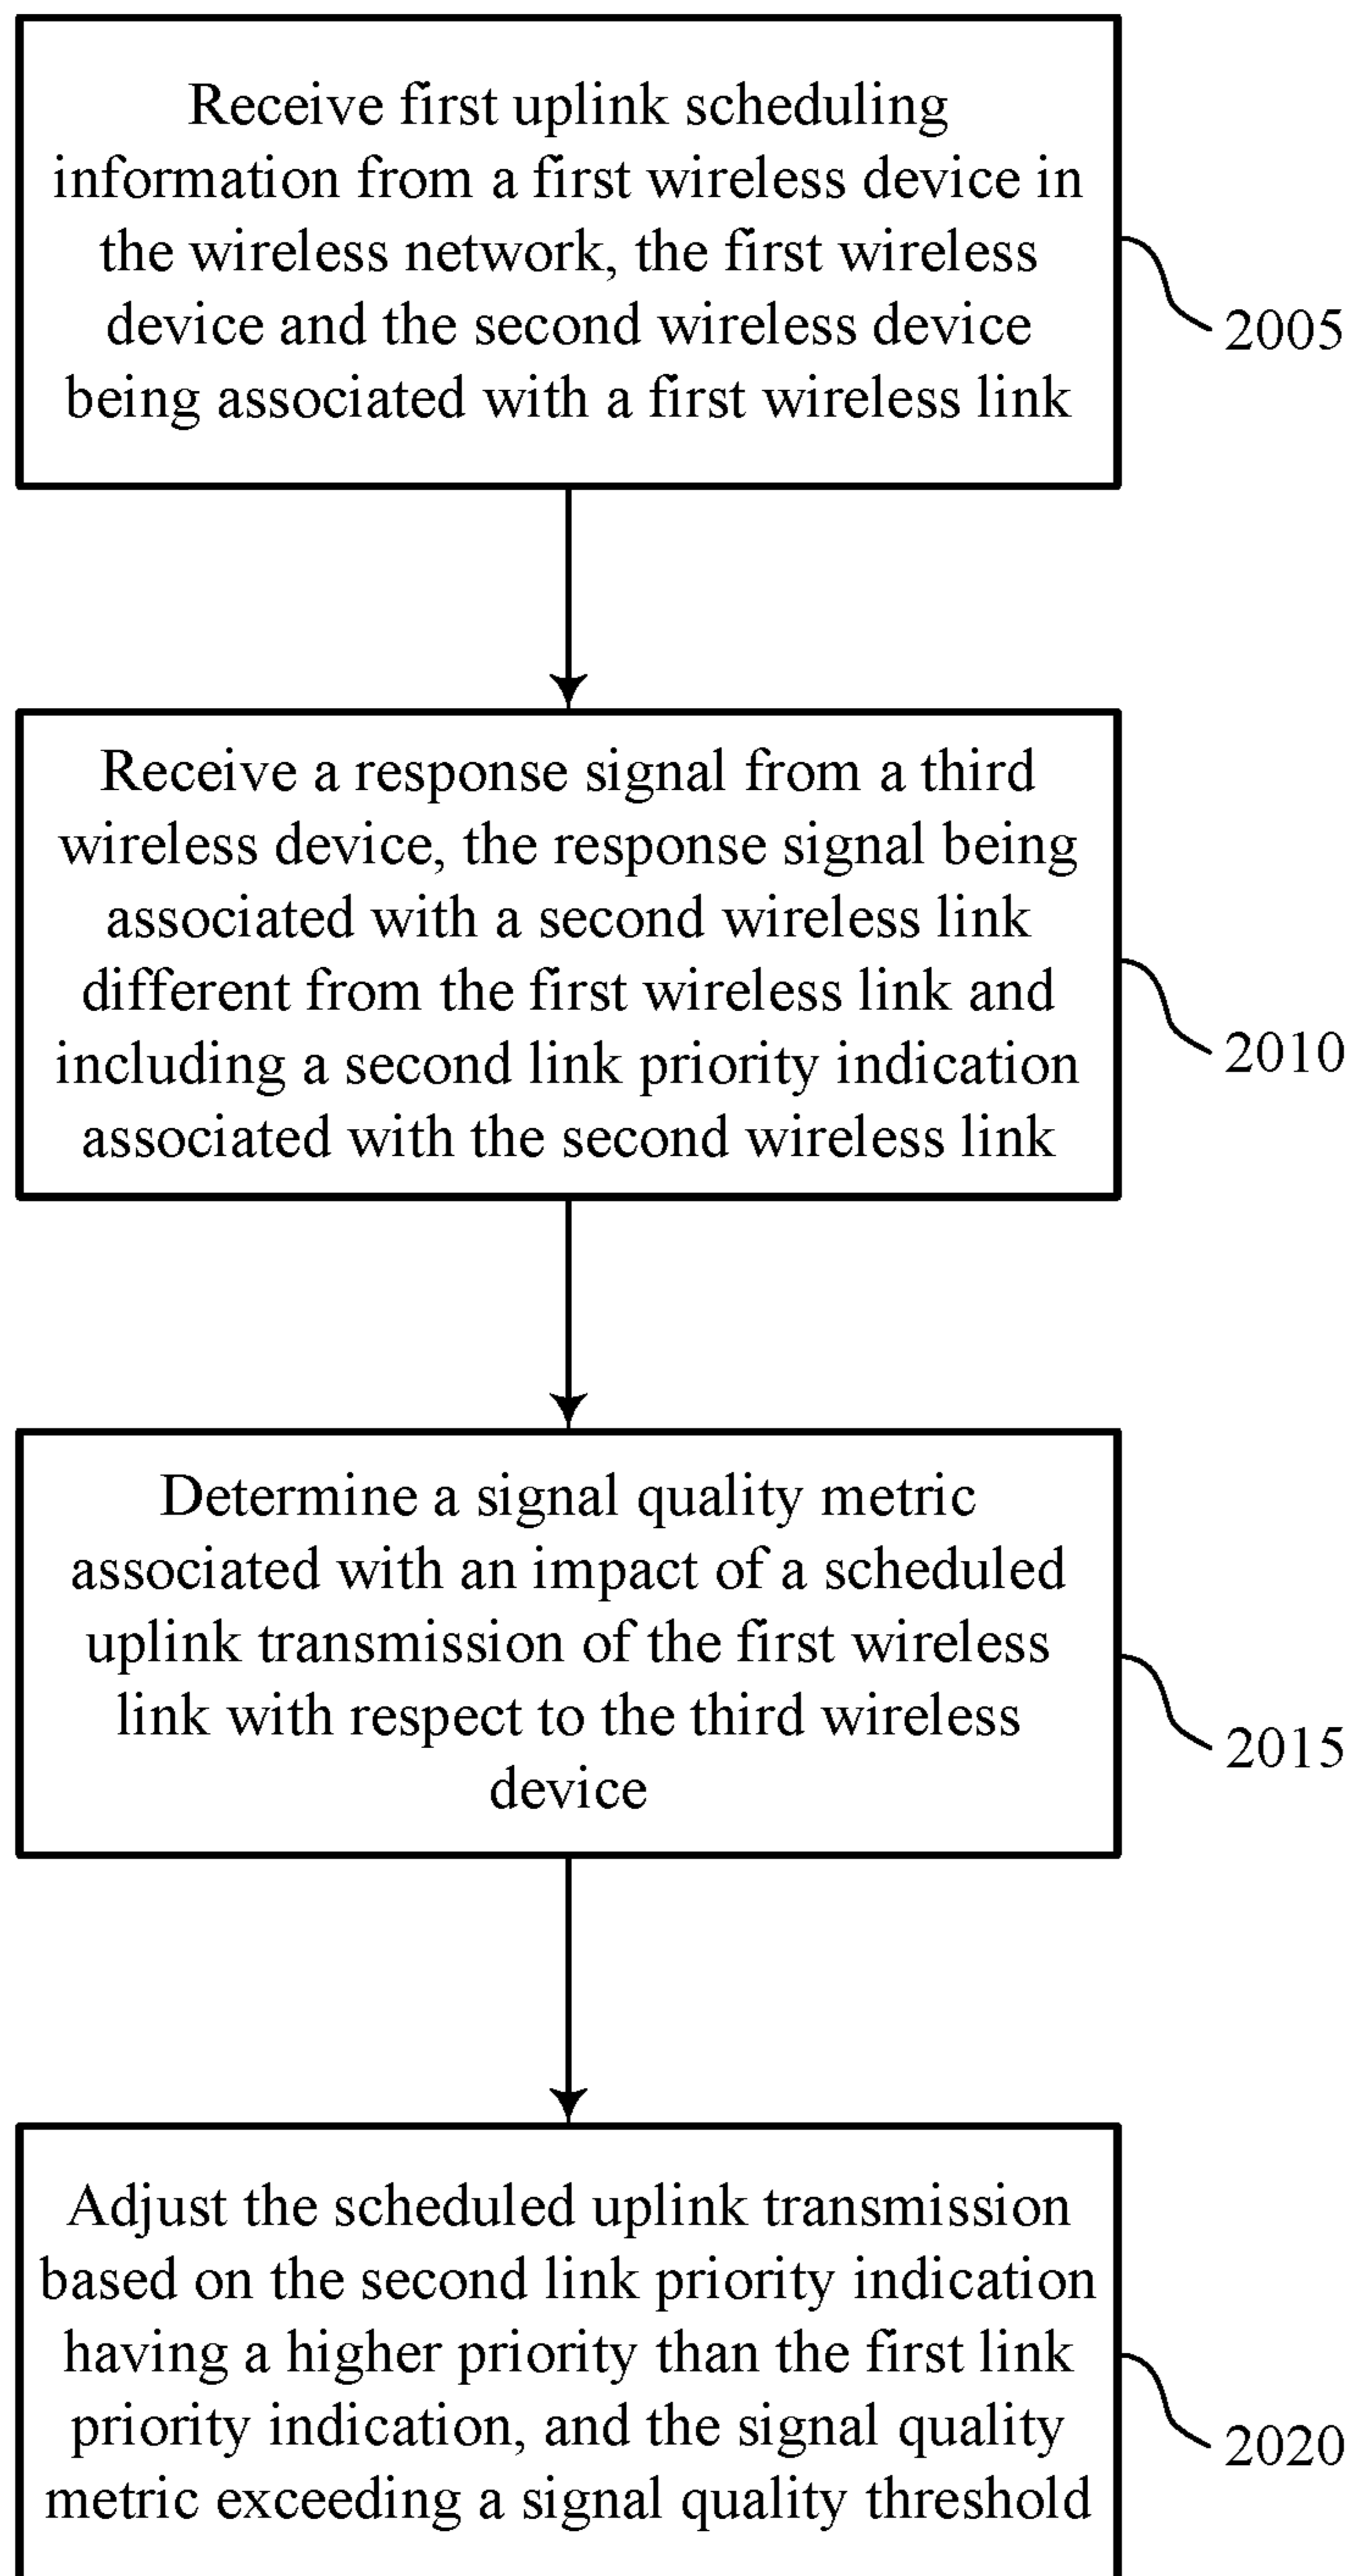 Receive first uplink scheduling
information from a first wireless device in
the wireless network, the first wireless
device and the second wireless device
being associated with a first wireless link
2005
Receive a response signal from a third
wireless device, the response signal being
associated with a second wireless link
different from the first wireless link and
including a second link priority indication
associated with the second wireless link
2010
Determine a signal quality metric
associated with an impact of a scheduled
uplink transmission of the first wireless
link with respect to the third wireless
device
2015
Adjust the scheduled uplink transmission
based on the second link priority indication
having a higher priority than the first link
priority indication, and the signal quality
metric exceeding a signal quality threshold
2020